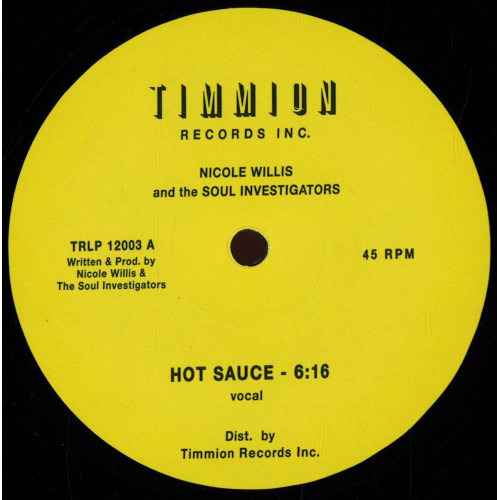 TIMMION
RECORDS INC.
NICOLE WILLIS
and the SOUL INVESTIGATORS
TRLP 12003 A
Written & Prod. by
Nicole Willis &
The Soul Investigators
45 RPM
HOT SAUCE - 6:16
vocal
Dist. by
Timmion Records Inc.